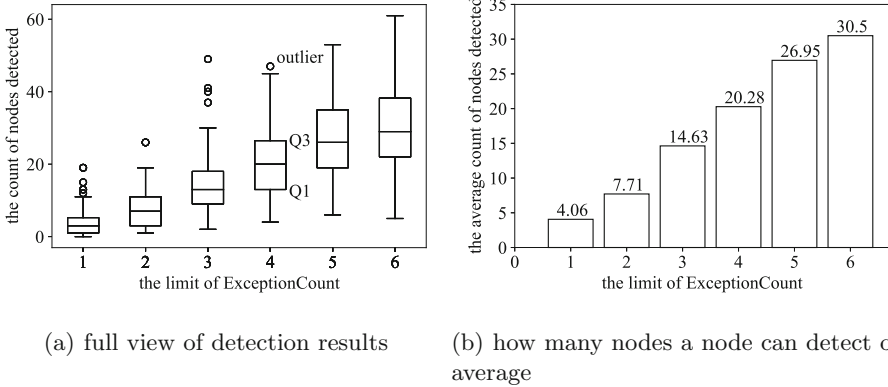 60
40
20
0
the count of nodes detected
outlier
Q3
Q1
1 2 3 4 5 6
the limit of ExceptionCount
(a) full view of detection results
35
30
25
20
15
10
5
0
the average count of nodes detected
4.06
7.71
14.63
20.28
26.95
30.5
0 1 2 3 4 5 6
the limit of ExceptionCount
(b) how many nodes a node can detect
average